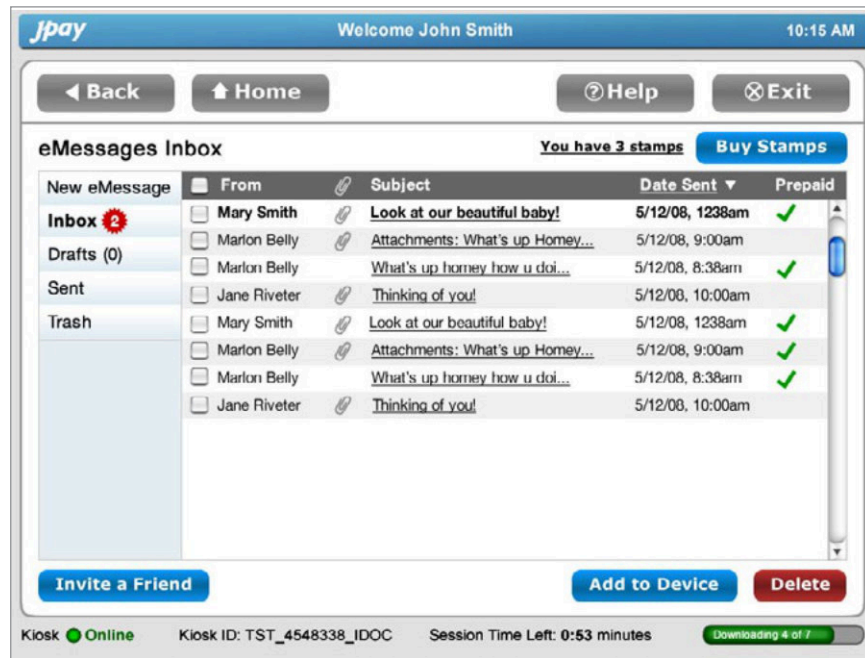 Jpay Welcome John Smith 10:15 AM
Back Home Help Exit
eMessages Inbox You have 3 stamps Buy Stamps
New eMessage From Subject Date Sent ▼ Prepaid
Inbox 2 Mary Smith Look at our beautiful baby! 5/12/08, 1238am
Marlon Belly Attachments: What's up Homey... 5/12/08, 9:00am
Drafts (0) Marlon Belly What's up homey how u doi... 5/12/08, 8:38am
Sent Jane Riveter Thinking of you! 5/12/08, 10:00am
Trash Mary Smith Look at our beautiful baby! 5/12/08, 1238am
Marlon Belly Attachments: What's up Homey... 5/12/08, 9:00am
Marlon Belly What's up homey how u doi... 5/12/08, 8:38am
Jane Riveter Thinking of you! 5/12/08, 10:00am
Invite a Friend Add to Device Delete
Kiosk Online Kiosk ID: TST_4548338_IDOC Session Time Left: 0:53 minutes Downloading 4 of 7